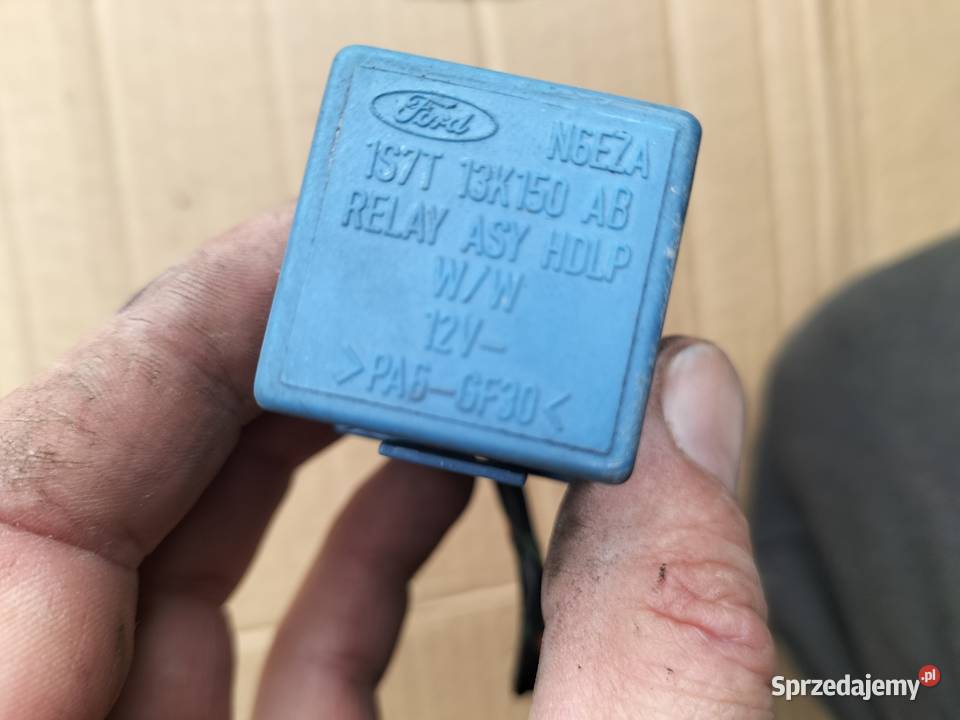 Ford
N6EZA
1S7T 13K150 AB
RELAY ASY HDLP
W/W
12V-
>PA6-GF30<
Sprzedajemy.pl